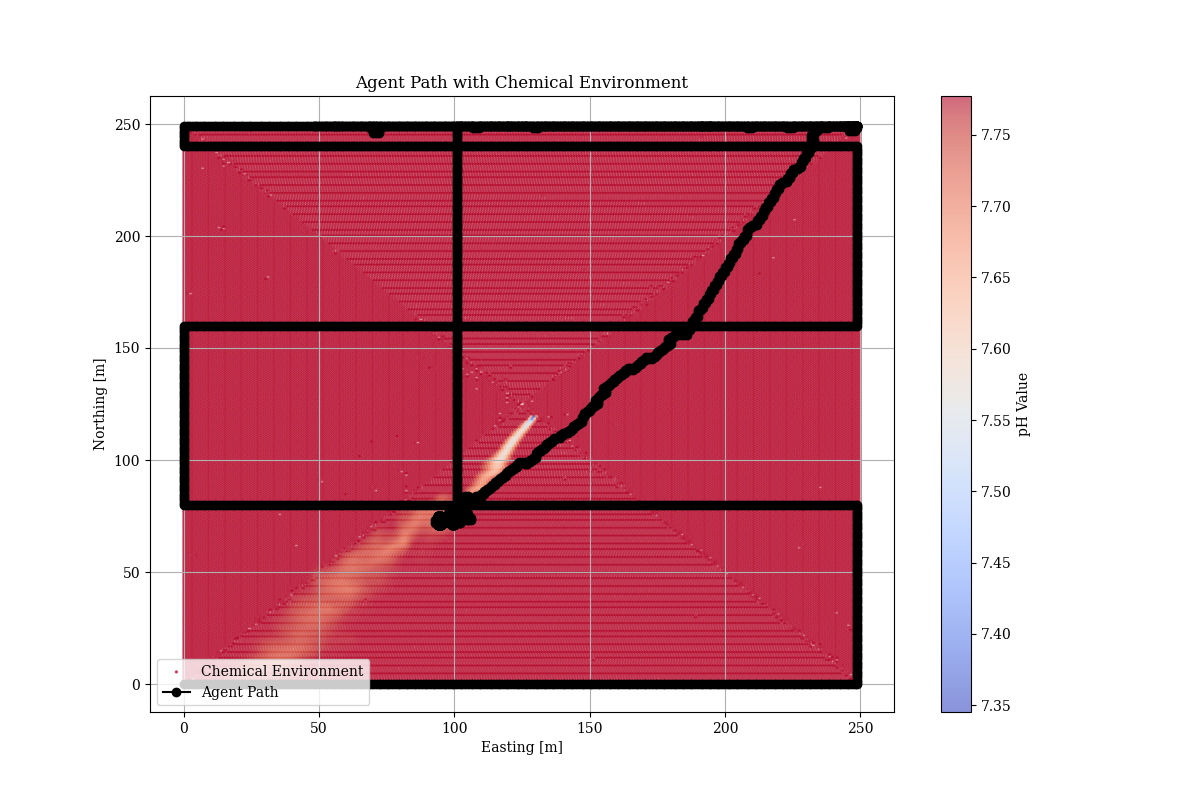 Agent Path with Chemical Environment
250
200
150
100
50
0
Northing [m]
0 50 100 150 200 250
Easting [m]
Chemical Environment
Agent Path
7.75
7.70
7.65
7.60
7.55
7.50
7.45
7.40
7.35
pH Value